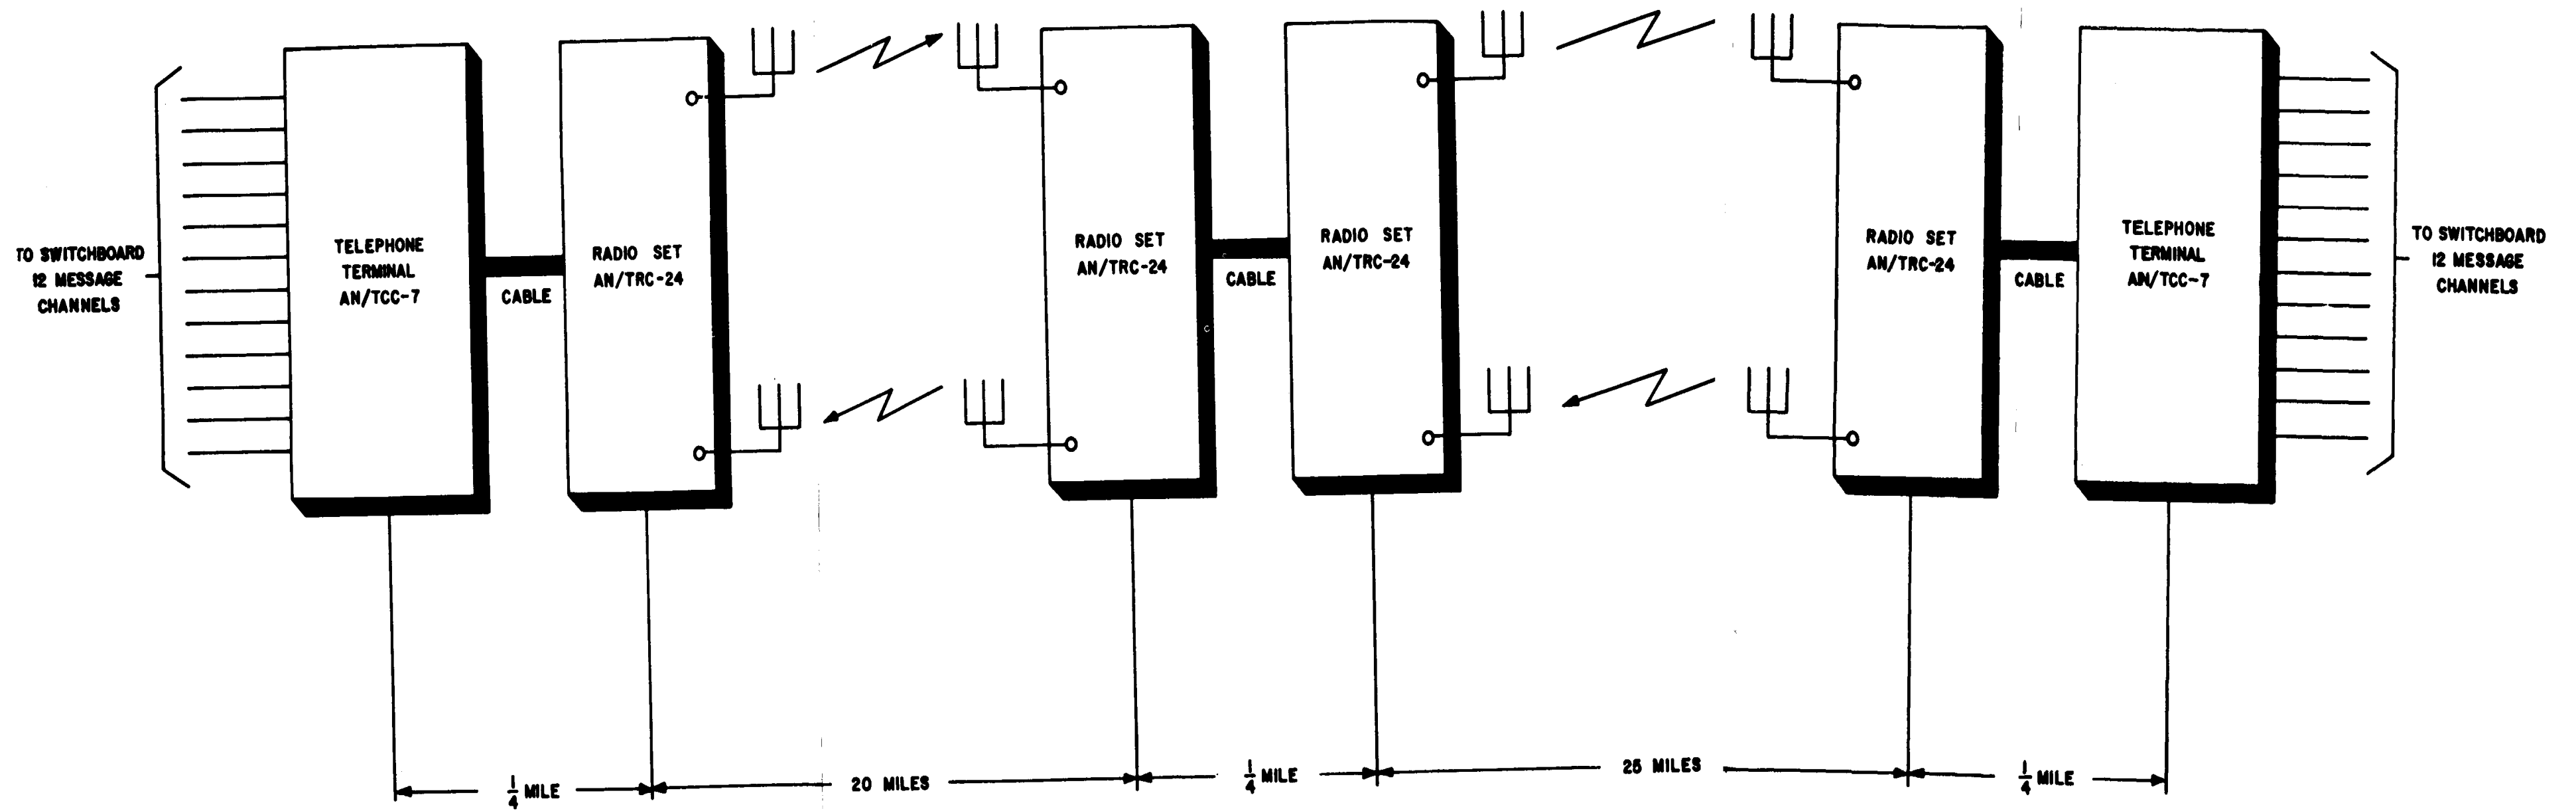 TO SWITCHBOARD
12 MESSAGE
CHANNELS
TELEPHONE
TERMINAL
AN/TCC-7
CABLE
RADIO SET
AN/TRC-24
RADIO SET
AN/TRC-24
CABLE
RADIO SET
AN/TRC-24
RADIO SET
AN/TRC-24
CABLE
TELEPHONE
TERMINAL
AN/TCC-7
TO SWITCHBOARD
12 MESSAGE
CHANNELS
1/4 MILE
20 MILES
1/4 MILE
25 MILES
1/4 MILE